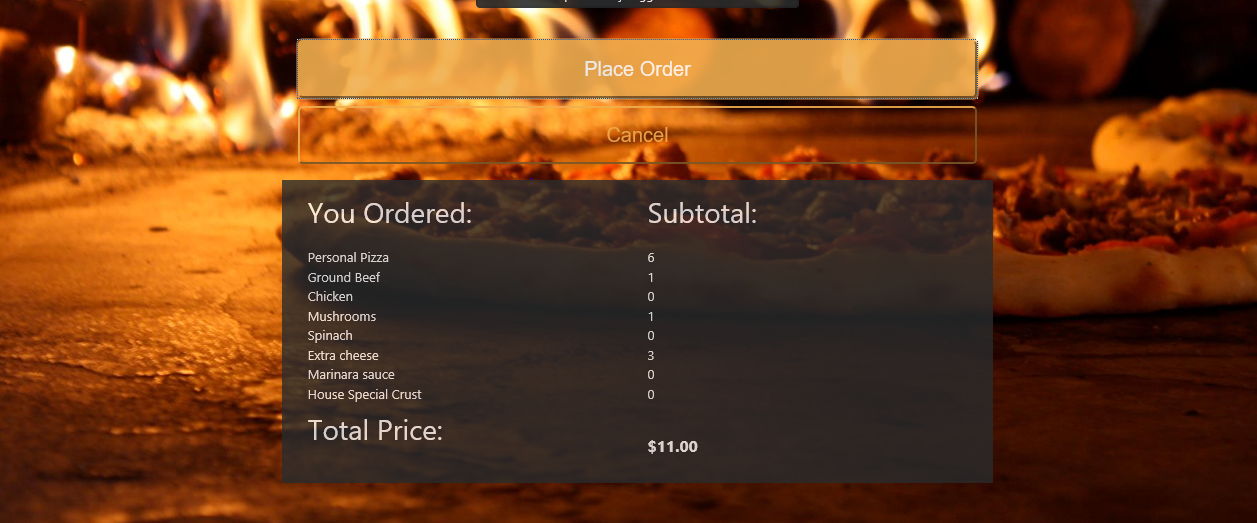 Place Order
Cancel
You Ordered: Subtotal:
Personal Pizza 6
Ground Beef 1
Chicken 0
Mushrooms 1
Spinach 0
Extra cheese 3
Marinara sauce 0
House Special Crust 0
Total Price:
$11.00